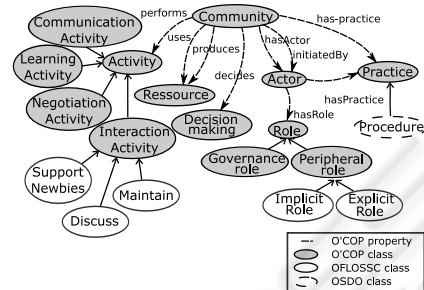 Communication
Activity
performs
Community
has-practice
Learning
Activity
Activity
uses
produces
hasActor
initiatedBy
Actor
Practice
Negotiation
Activity
Ressource
decides
hasPractice
Decision
making
hasRole
Procedure
Interaction
Activity
Role
Governance
role
Peripheral
role
Support
Newbies
Maintain
Implicit
Role
Explicit
Role
Discuss
O'COP property
O'COP class
OFLOSSC class
OSDO class